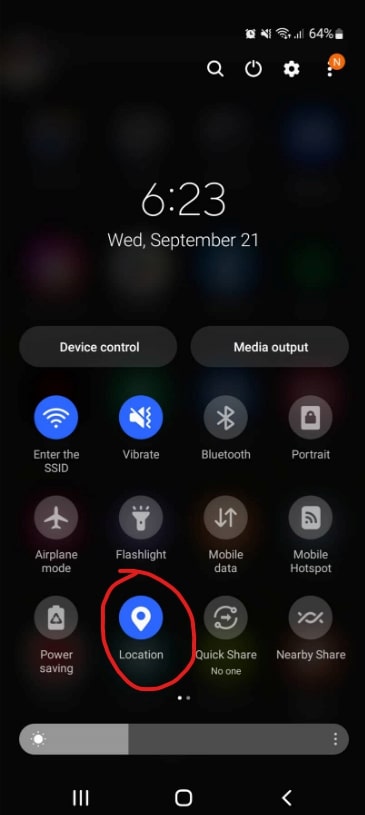 64%
N
6:23
Wed, September 21
Device control
Media output
Enter the
SSID
Vibrate
Bluetooth
Portrait
Airplane
mode
Flashlight
Mobile
data
Mobile
Hotspot
Power
saving
Location
Quick Share
No one
Nearby Share